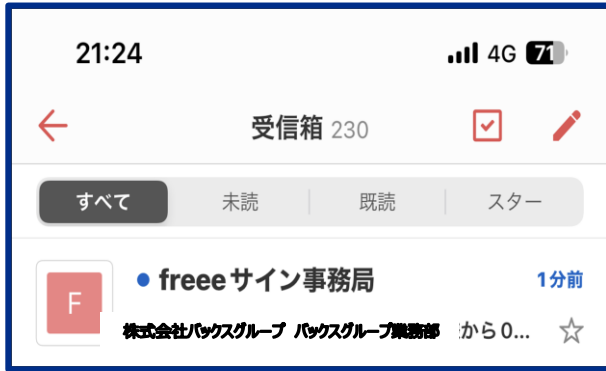 21:24 4G 71
受信箱 230
すべて 未読 既読 スター
F freeeサイン事務局 1分前
株式会社バックスグループ バックスグループ業務部 から0...